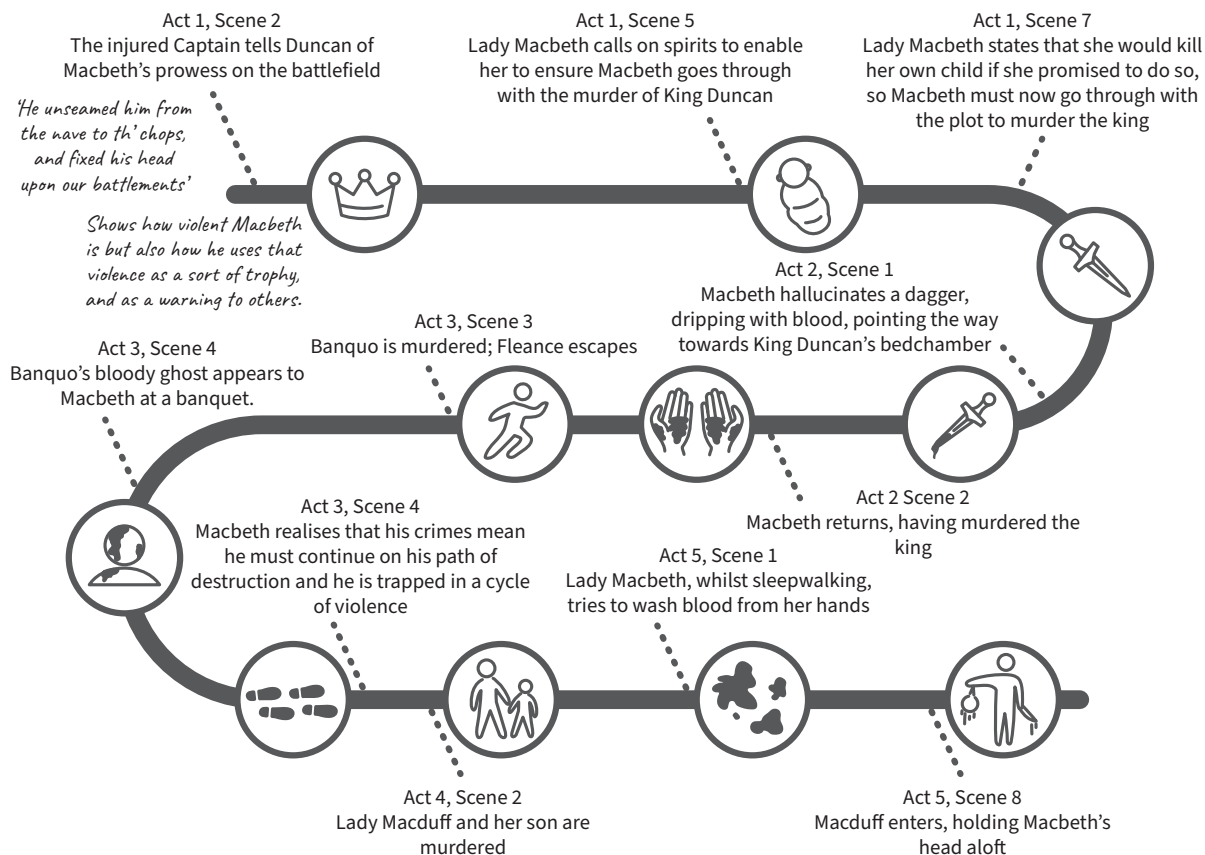 Act 1, Scene 2
The injured Captain tells Duncan of
Macbeth’s prowess on the battlefield
‘He unseamed him from
the nave to th’ chops,
and fixed his head
upon our battlements’
Shows how violent Macbeth
is but also how he uses that
violence as a sort of trophy,
and as a warning to others.
Act 1, Scene 5
Lady Macbeth calls on spirits to enable
her to ensure Macbeth goes through
with the murder of King Duncan
Act 1, Scene 7
Lady Macbeth states that she would kill
her own child if she promised to do so,
so Macbeth must now go through with
the plot to murder the king
Act 2, Scene 1
Macbeth hallucinates a dagger,
dripping with blood, pointing the way
towards King Duncan’s bedchamber
Act 2 Scene 2
Macbeth returns, having murdered the
king
Act 3, Scene 3
Banquo is murdered; Fleance escapes
Act 3, Scene 4
Banquo’s bloody ghost appears to
Macbeth at a banquet.
Act 3, Scene 4
Macbeth realises that his crimes mean
he must continue on his path of
destruction and he is trapped in a cycle
of violence
Act 4, Scene 2
Lady Macduff and her son are
murdered
Act 5, Scene 1
Lady Macbeth, whilst sleepwalking,
tries to wash blood from her hands
Act 5, Scene 8
Macduff enters, holding Macbeth’s
head aloft